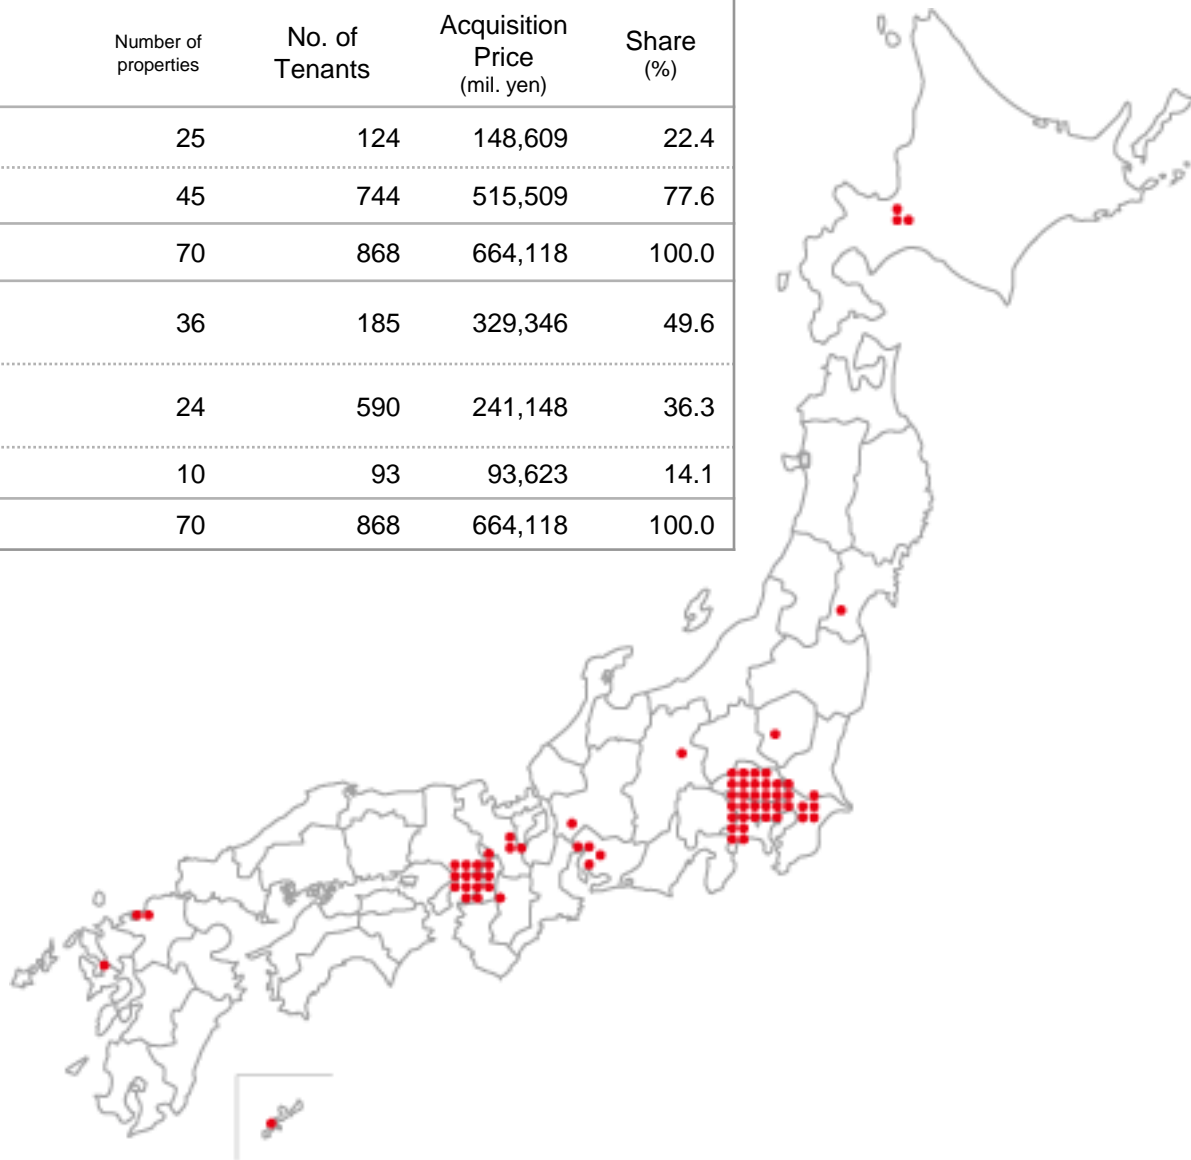 Number of properties No. of Tenants Acquisition Price (mil. yen) Share (%)
25 124 148,609 22.4
45 744 515,509 77.6
70 868 664,118 100.0
36 185 329,346 49.6
24 590 241,148 36.3
10 93 93,623 14.1
70 868 664,118 100.0